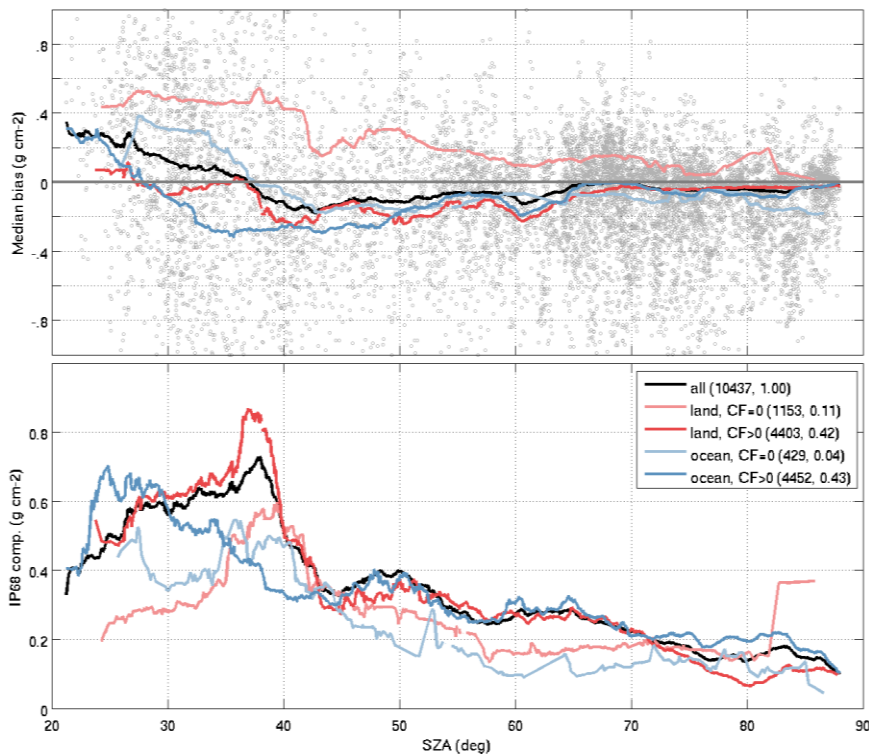 .8
.4
0
-.4
-.8
Median bias (g cm-2)
all (10437, 1.00)
land, CF=0 (1153, 0.11)
land, CF>0 (4403, 0.42)
ocean, CF=0 (429, 0.04)
ocean, CF>0 (4452, 0.43)
0.8
0.6
0.4
0.2
0
IP68 comp. (g cm-2)
20 30 40 50 60 70 80 90
SZA (deg)